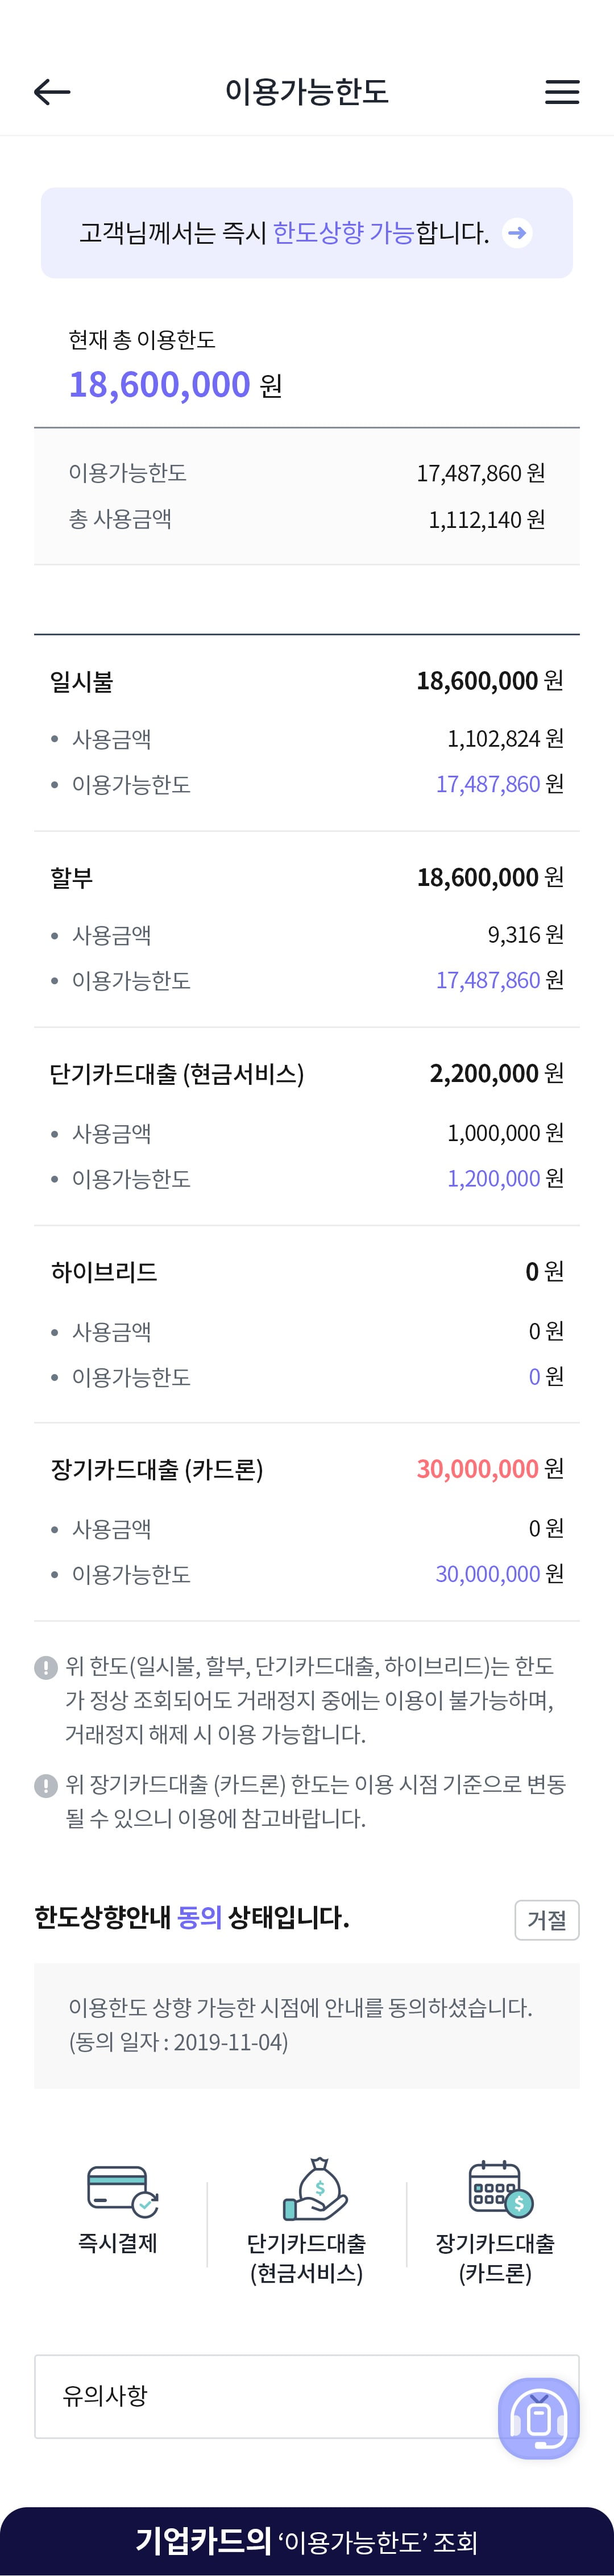 이용가능한도
고객님께서는 즉시 한도상향 가능합니다.
현재 총 이용한도
18,600,000 원
이용가능한도 17,487,860 원
총 사용금액 1,112,140 원
일시불 18,600,000 원
• 사용금액 1,102,824 원
• 이용가능한도 17,487,860 원
할부 18,600,000 원
• 사용금액 9,316 원
• 이용가능한도 17,487,860 원
단기카드대출 (현금서비스) 2,200,000 원
• 사용금액 1,000,000 원
• 이용가능한도 1,200,000 원
하이브리드 0 원
• 사용금액 0 원
• 이용가능한도 0 원
장기카드대출 (카드론) 30,000,000 원
• 사용금액 0 원
• 이용가능한도 30,000,000 원
위 한도(일시불, 할부, 단기카드대출, 하이브리드)는 한도
가 정상 조회되어도 거래정지 중에는 이용이 불가능하며,
거래정지 해제 시 이용 가능합니다.
위 장기카드대출 (카드론) 한도는 이용 시점 기준으로 변동
될 수 있으니 이용에 참고바랍니다.
한도상향안내 동의 상태입니다. 거절
이용한도 상향 가능한 시점에 안내를 동의하셨습니다.
(동의 일자 : 2019-11-04)
즉시결제
단기카드대출
(현금서비스)
장기카드대출
(카드론)
유의사항
기업카드의 ‘이용가능한도’ 조회